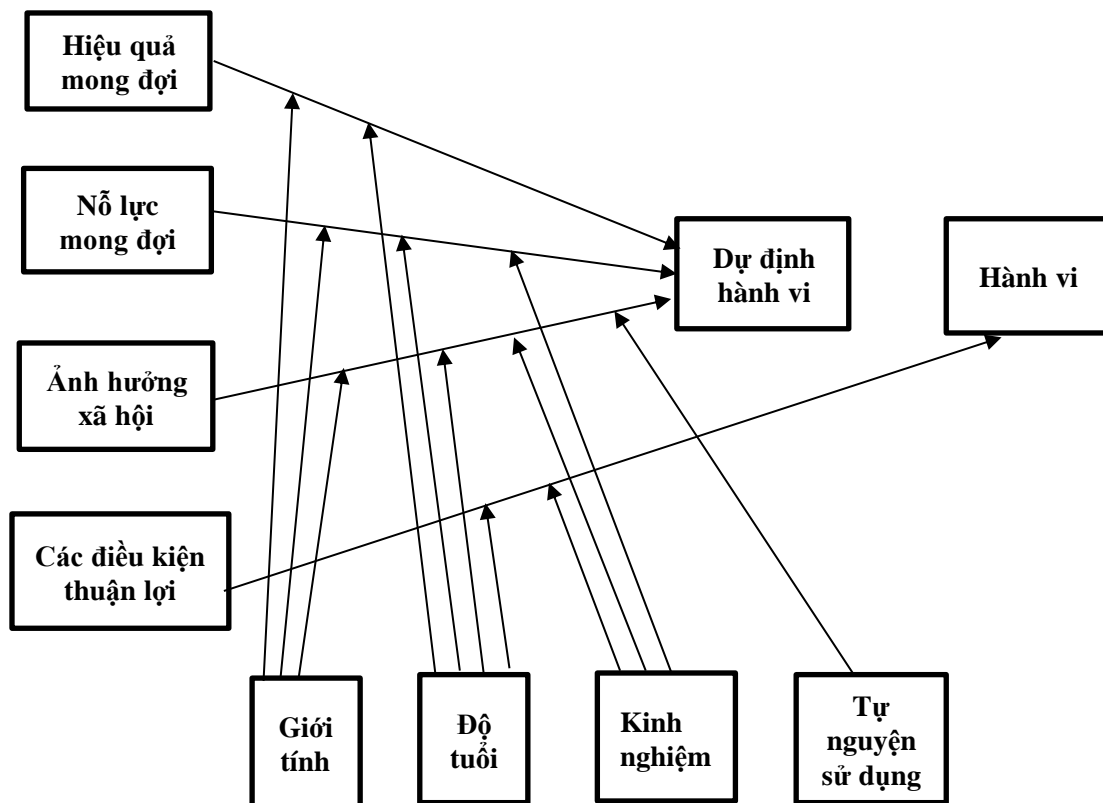 Hiệu quả
mong đợi
Nỗ lực
mong đợi
Dự định
hành vi
Hành vi
Ảnh hưởng
xã hội
Các điều kiện
thuận lợi
Giới
tính
Độ
tuổi
Kinh
nghiệm
Tự
nguyện
sử dụng